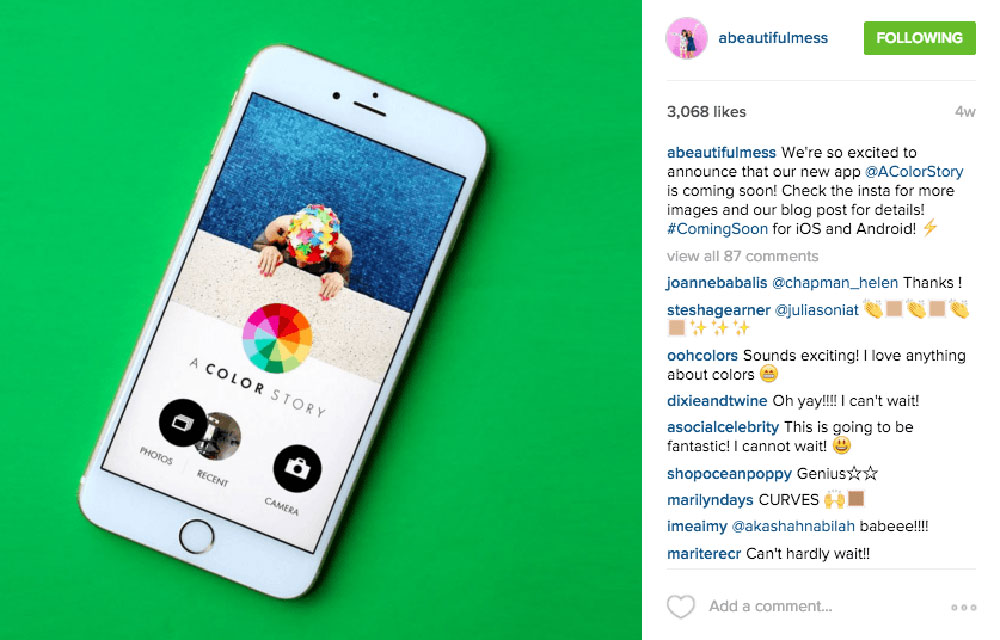 A COLOR STORY
PHOTOS
RECENT
CAMERA
abeautifulmess
FOLLOWING
3,068 likes
4w
abeautifulmess We're so excited to
announce that our new app @AColorStory
is coming soon! Check the insta for more
images and our blog post for details!
#ComingSoon for iOS and Android! ⚡
view all 87 comments
joannebabalis @chapman_helen Thanks !
steshagearner @juliasoniat 👏🏼👏🏼👏
🏼✨✨✨
oohcolors Sounds exciting! I love anything
about colors 😁
dixieandtwine Oh yay!!!! I can't wait!
asocialcelebrity This is going to be
fantastic! I cannot wait! 😃
shopoceanpoppy Genius☆☆
marilyndays CURVES 🙌🏽
imeaimy @akashahnabilah babeee!!!!
mariterecr Can't hardly wait!!
Add a comment...